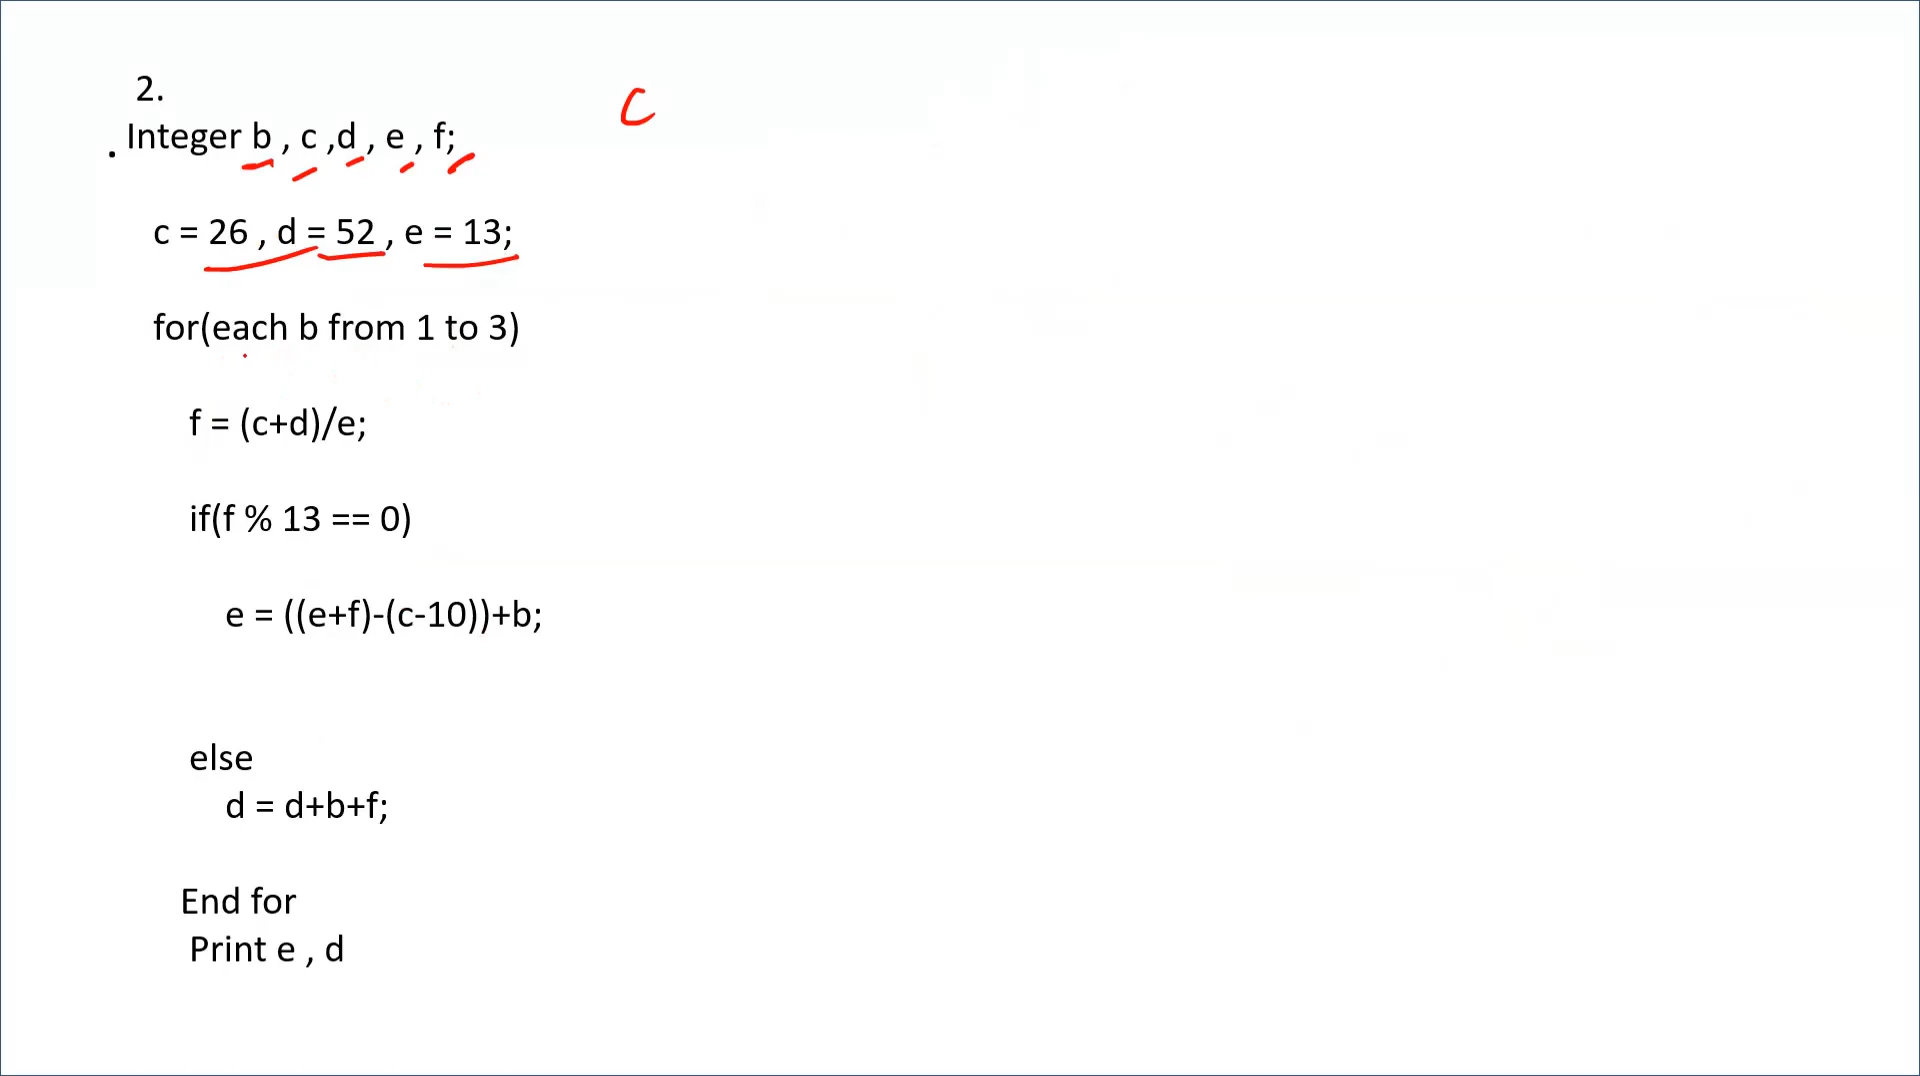 2.
C
. Integer b , c ,d , e , f;
c = 26 , d = 52 , e = 13;
for(each b from 1 to 3)
f = (c+d)/e;
if(f % 13 == 0)
e = ((e+f)-(c-10))+b;
else
d = d+b+f;
End for
Print e , d